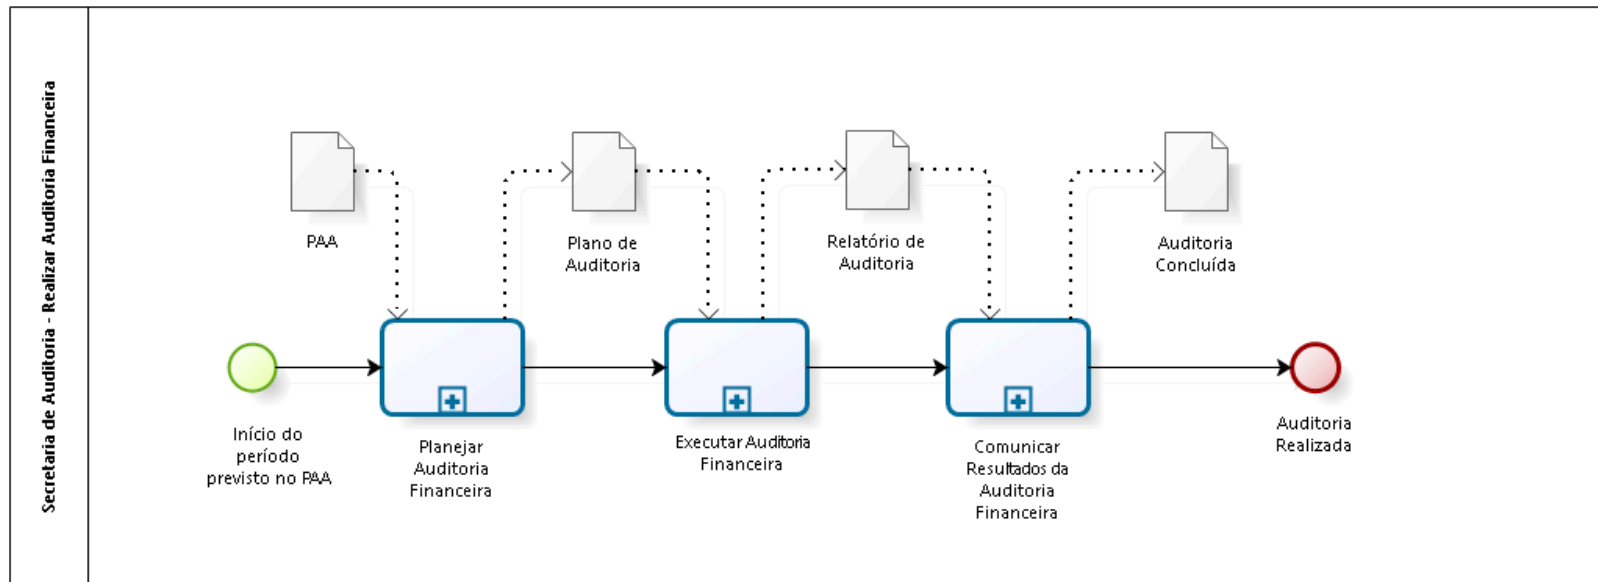 Secretaria de Auditoria - Realizar Auditoria Financeira
PAA
Plano de
Auditoria
Relatório de
Auditoria
Auditoria
Concluída
Início do
período
previsto no PAA
Planejar
Auditoria
Financeira
Executar Auditoria
Financeira
Comunicar
Resultados da
Auditoria
Financeira
Auditoria
Realizada